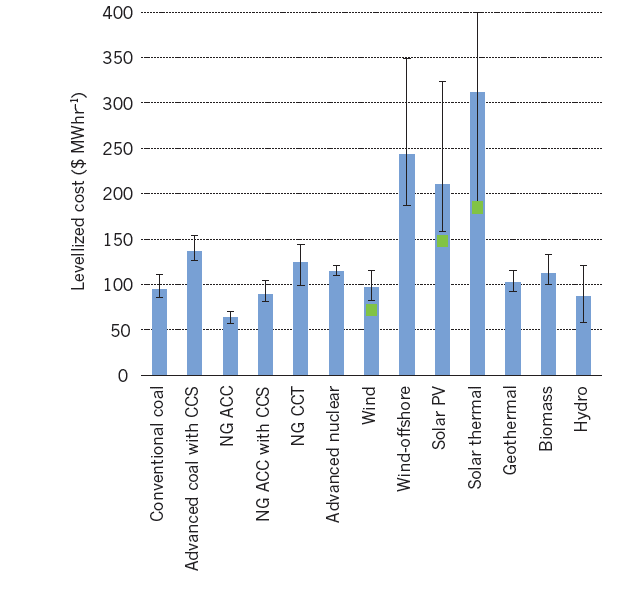 400
350
300
250
200
150
100
50
0
Levellized cost ($ MWhr⁻¹)
Conventional coal
Advanced coal with CCS
NG ACC
NG ACC with CCS
NG CCT
Advanced nuclear
Wind
Wind-offshore
Solar PV
Solar thermal
Geothermal
Biomass
Hydro